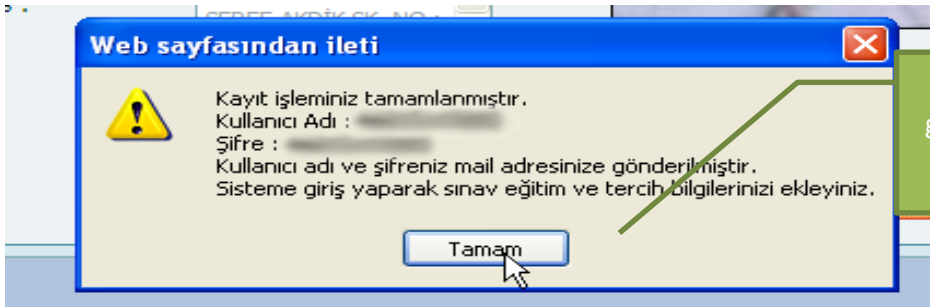 Web sayfasından ileti
Kayıt işleminiz tamamlanmıştır.
Kullanıcı Adı :
Şifre :
Kullanıcı adı ve şifreniz mail adresinize gönderilmiştir.
Sisteme giriş yaparak sınav eğitim ve tercih bilgilerinizi ekleyiniz.
Tamam